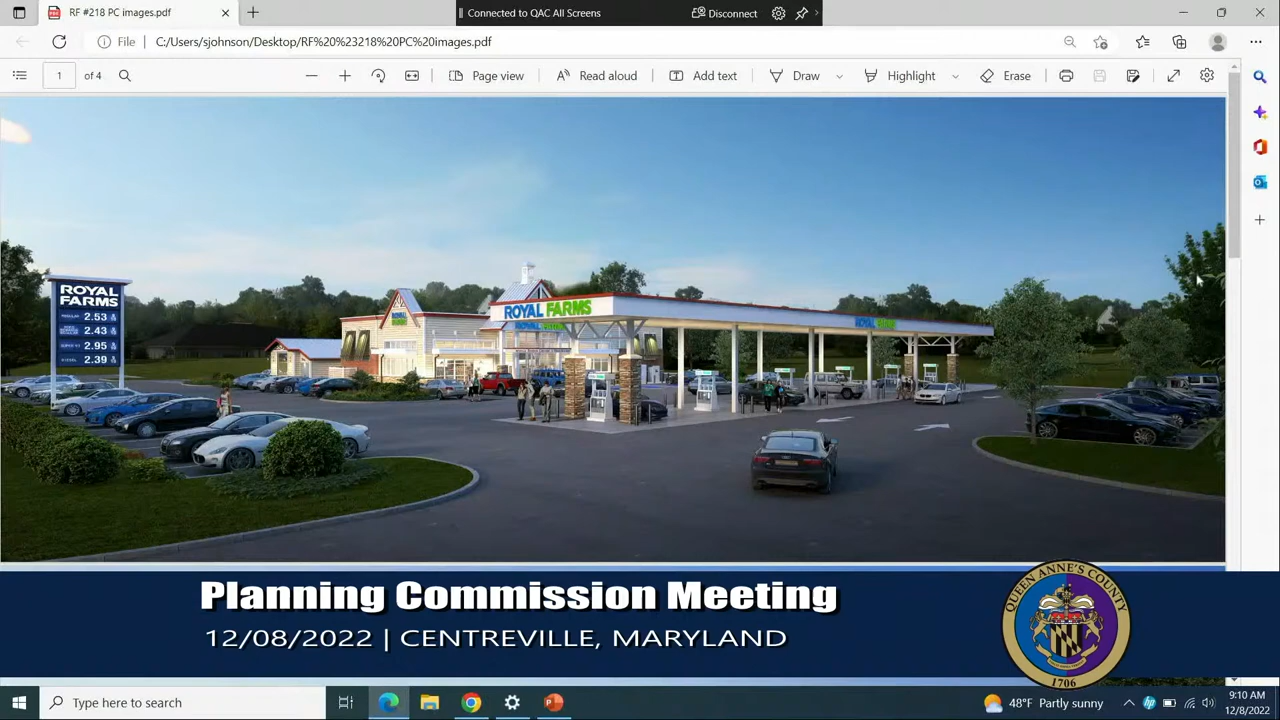 RF #218 PC images.pdf
Connected to QAC All Screens
Disconnect
File
C:/Users/sjohnson/Desktop/RF%20%23218%20PC%20images.pdf
1 of 4
Page view
Read aloud
Add text
Draw
Highlight
Erase
ROYAL
FARMS
2.53
2.43
2.95
2.39
ROYAL FARMS
Planning Commission Meeting
12/08/2022 | CENTREVILLE, MARYLAND
QUEEN ANNE'S COUNTY
1706
Type here to search
48°F Partly sunny
9:10 AM
12/8/2022